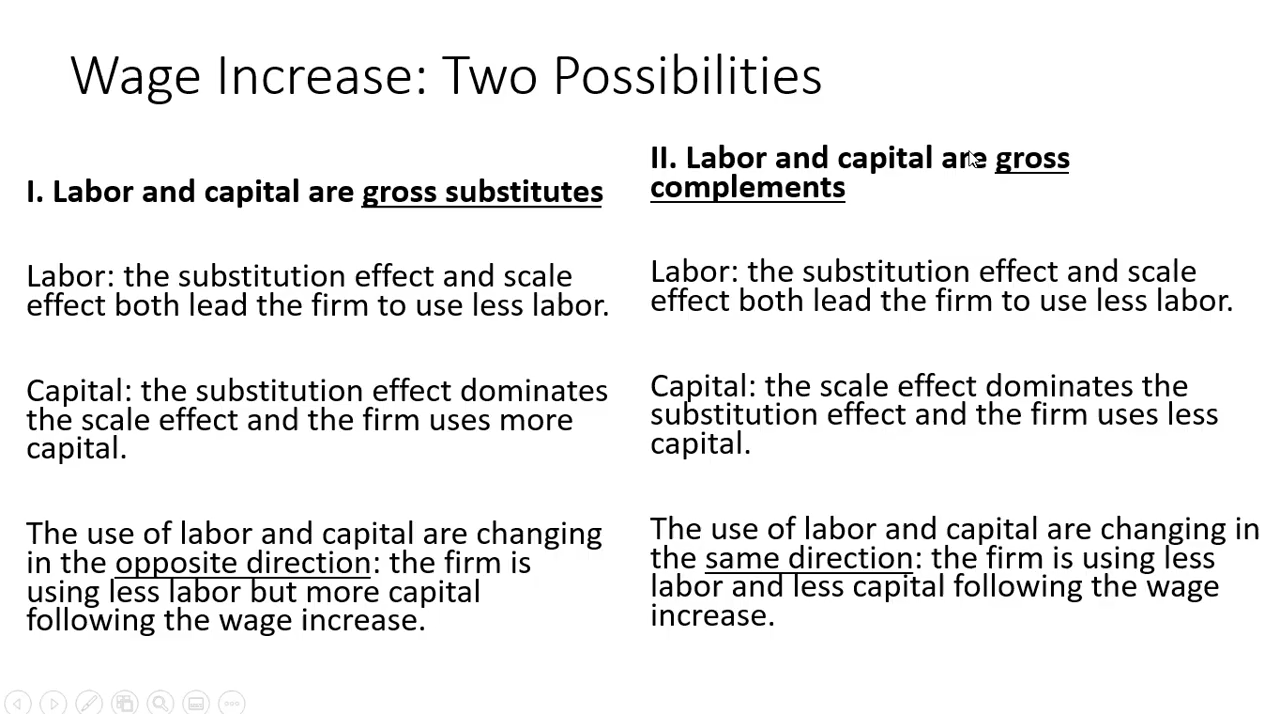 Wage Increase: Two Possibilities
I. Labor and capital are gross substitutes
Labor: the substitution effect and scale
effect both lead the firm to use less labor.
Capital: the substitution effect dominates
the scale effect and the firm uses more
capital.
The use of labor and capital are changing
in the opposite direction: the firm is
using less labor but more capital
following the wage increase.
II. Labor and capital are gross
complements
Labor: the substitution effect and scale
effect both lead the firm to use less labor.
Capital: the scale effect dominates the
substitution effect and the firm uses less
capital.
The use of labor and capital are changing in
the same direction: the firm is using less
labor and less capital following the wage
increase.